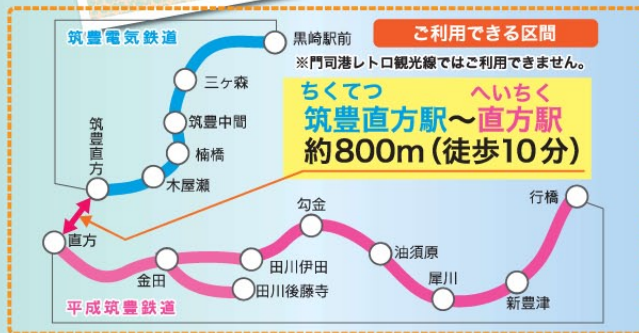 筑豊電気鉄道
黒崎駅前
ご利用できる区間
※門司港レトロ観光線ではご利用できません。
三ヶ森
筑豊中間
楠橋
木屋瀬
筑豊直方
ちくてつ
へいちく
筑豊直方駅～直方駅
約800m（徒歩10分）
直方
金田
田川伊田
田川後藤寺
勾金
油須原
犀川
新豊津
行橋
平成筑豊鉄道